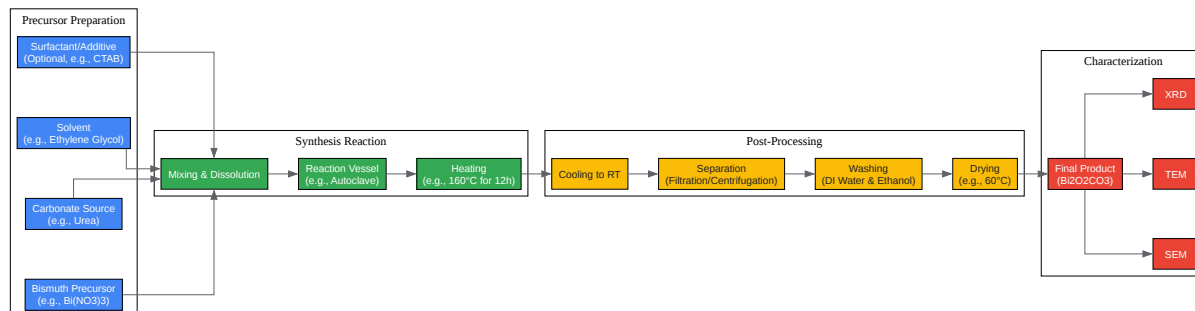 Precursor Preparation
Surfactant/Additive
(Optional, e.g., CTAB)
Solvent
(e.g., Ethylene Glycol)
Carbonate Source
(e.g., Urea)
Bismuth Precursor
(e.g., Bi(NO3)3)
Synthesis Reaction
Mixing & Dissolution
Reaction Vessel
(e.g., Autoclave)
Heating
(e.g., 160°C for 12h)
Post-Processing
Cooling to RT
Separation
(Filtration/Centrifugation)
Washing
(DI Water & Ethanol)
Drying
(e.g., 60°C)
Characterization
Final Product
(Bi2O2CO3)
XRD
TEM
SEM